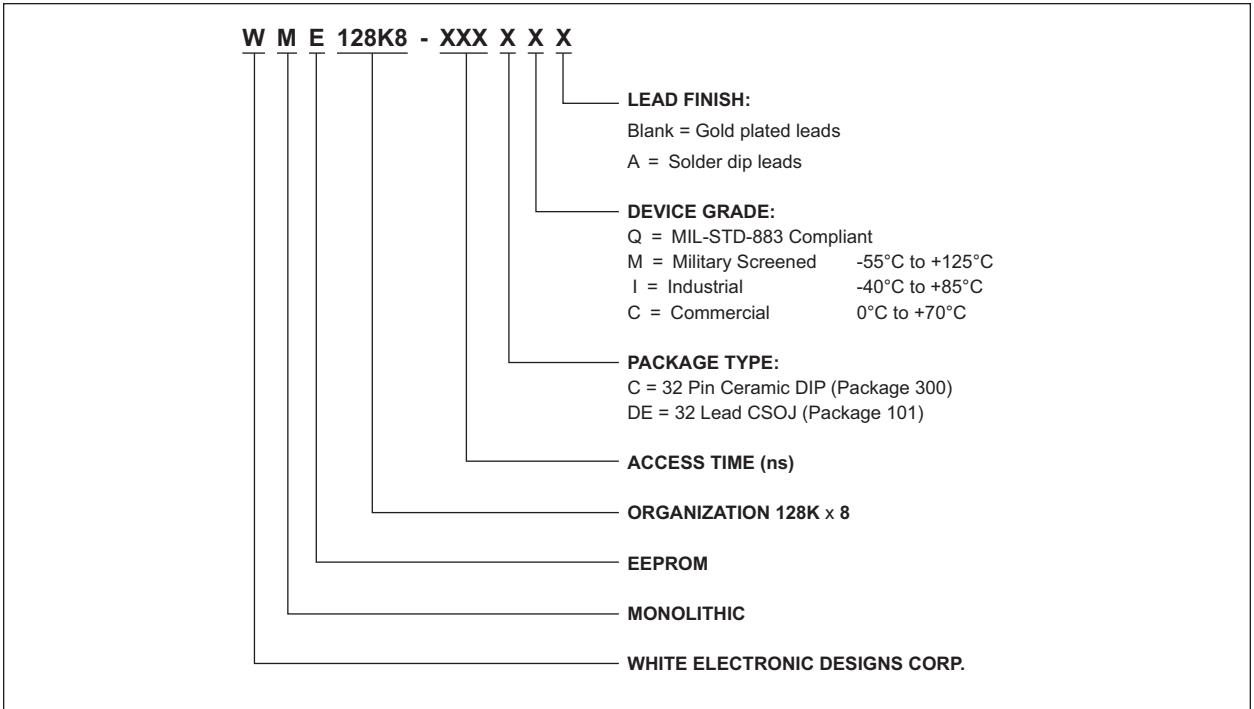 W M E 128K8 - XXX X X X
LEAD FINISH:
Blank = Gold plated leads
A = Solder dip leads
DEVICE GRADE:
Q = MIL-STD-883 Compliant
M = Military Screened -55°C to +125°C
I = Industrial -40°C to +85°C
C = Commercial 0°C to +70°C
PACKAGE TYPE:
C = 32 Pin Ceramic DIP (Package 300)
DE = 32 Lead CSOJ (Package 101)
ACCESS TIME (ns)
ORGANIZATION 128K x 8
EEPROM
MONOLITHIC
WHITE ELECTRONIC DESIGNS CORP.